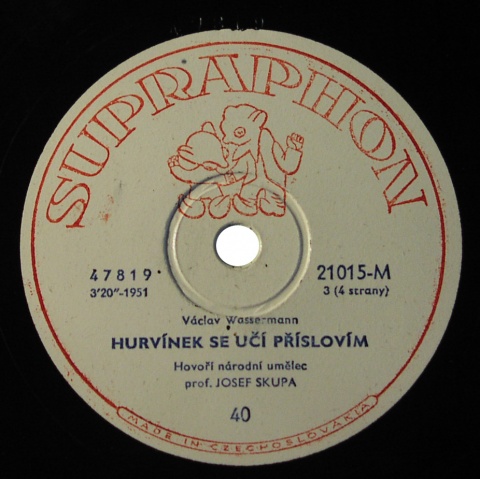 SUPRAPHON
47819
3'20"-1951
21015-M
3 (4 strany)
Václav Wassermann
HURVÍNEK SE UČÍ PŘÍSLOVÍM
Hovoří národní umělec
prof. JOSEF SKUPA
40
MADE IN CZECHOSLOVÁKIA